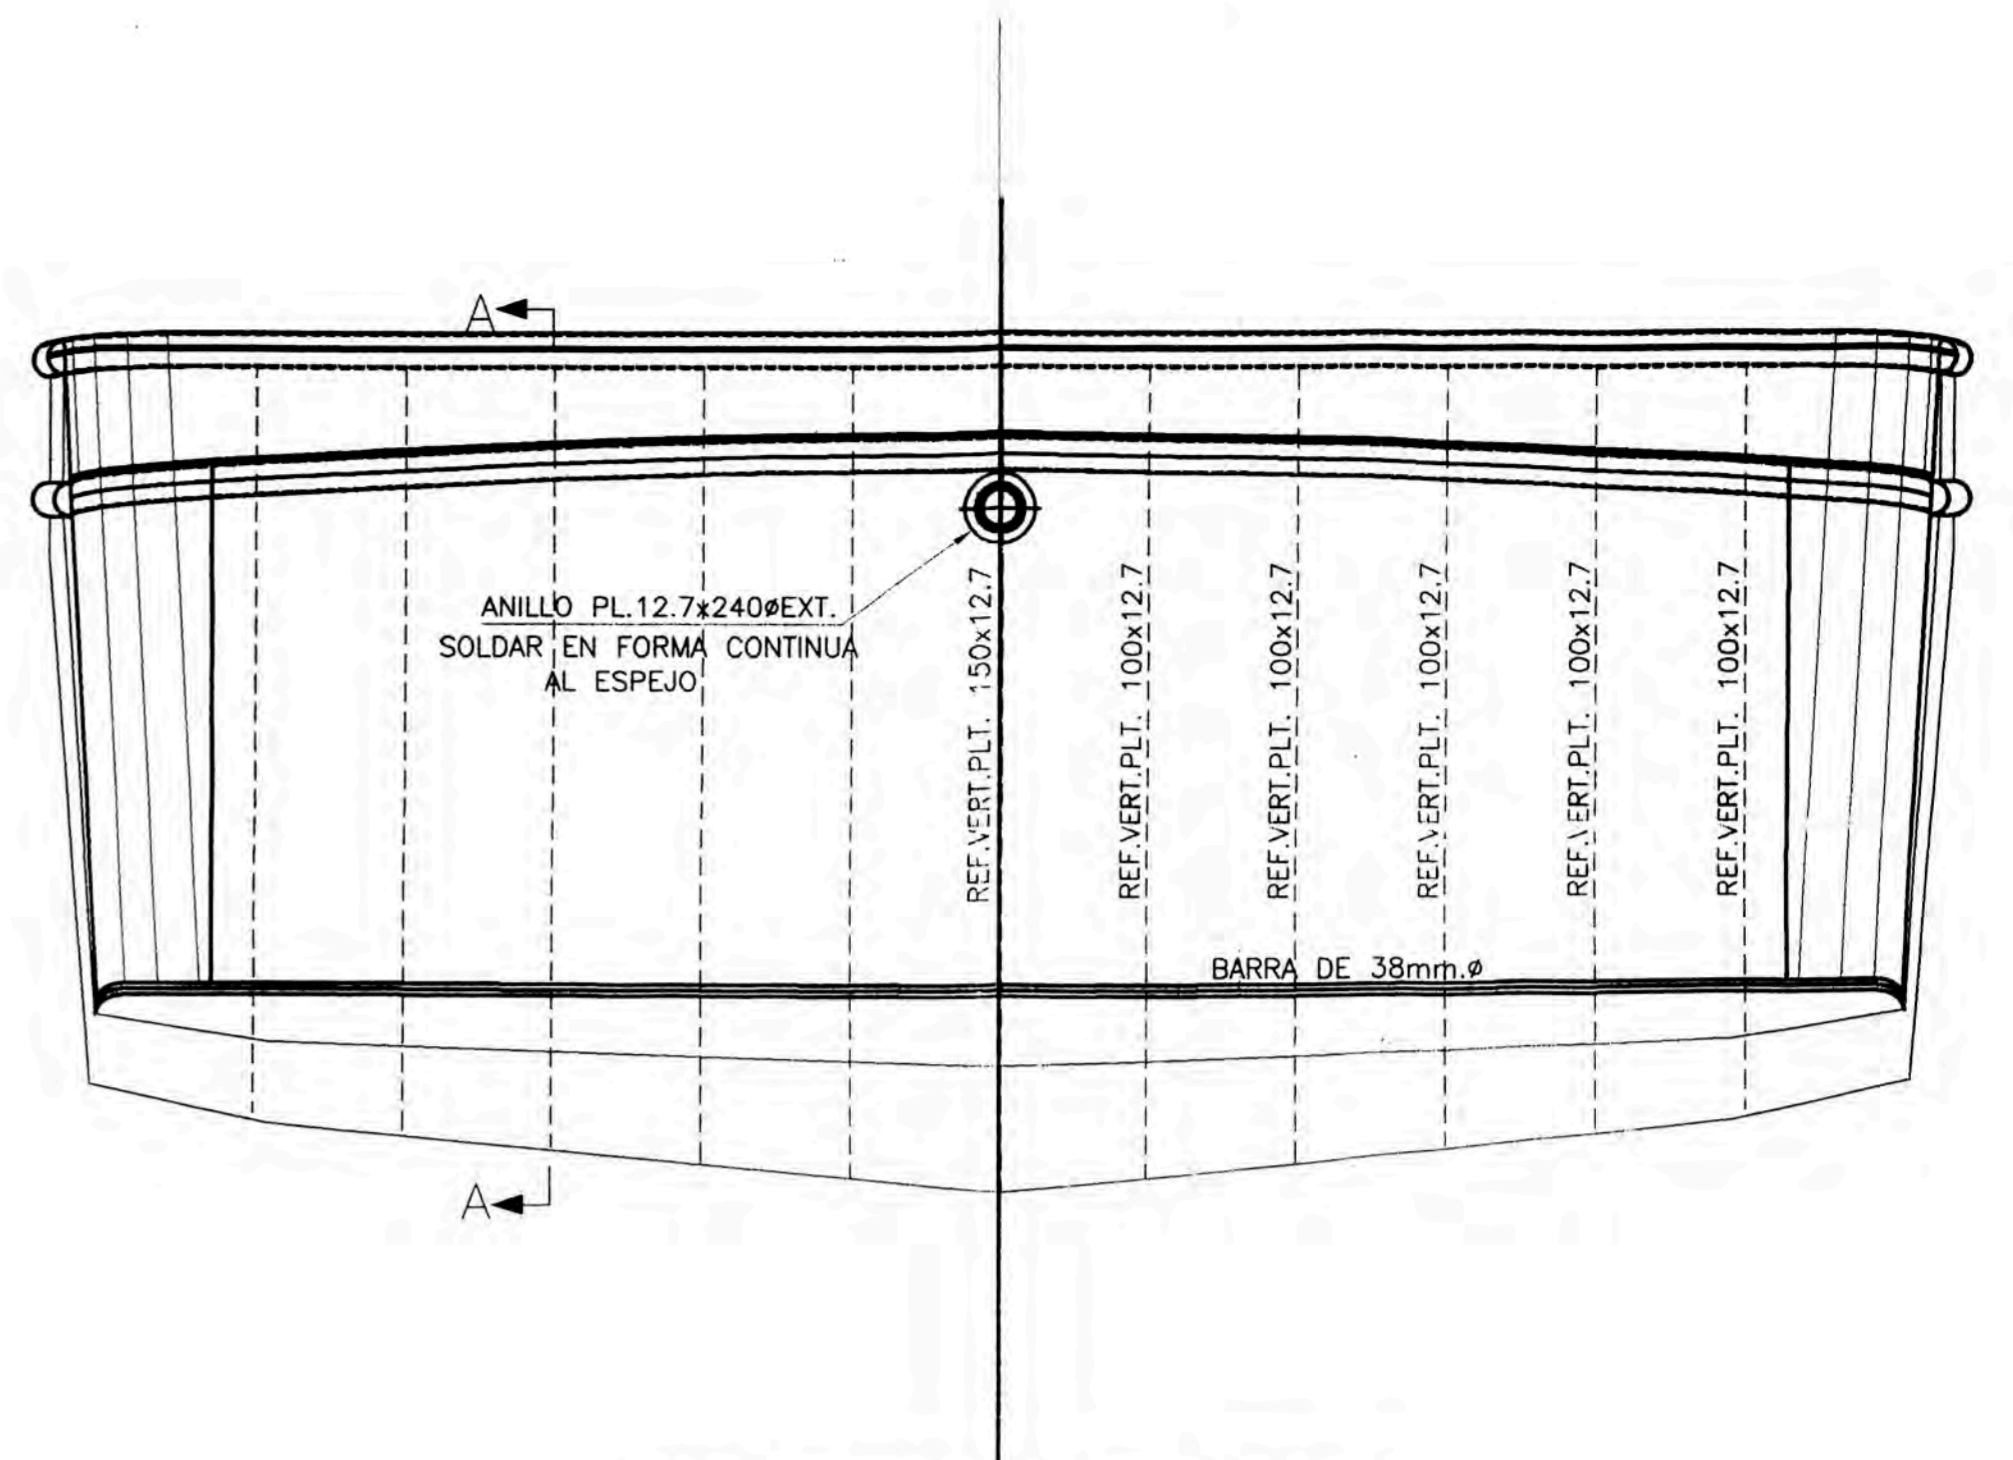 A
ANILLO PL.12.7x240øEXT.
SOLDAR EN FORMA CONTINUA
AL ESPEJO
REF.VERT.PLT. 150x12.7
REF.VERT.PLT. 100x12.7
REF.VERT.PLT. 100x12.7
REF.VERT.PLT. 100x12.7
REF.VERT.PLT. 100x12.7
REF.VERT.PLT. 100x12.7
BARRA DE 38mm.ø
A